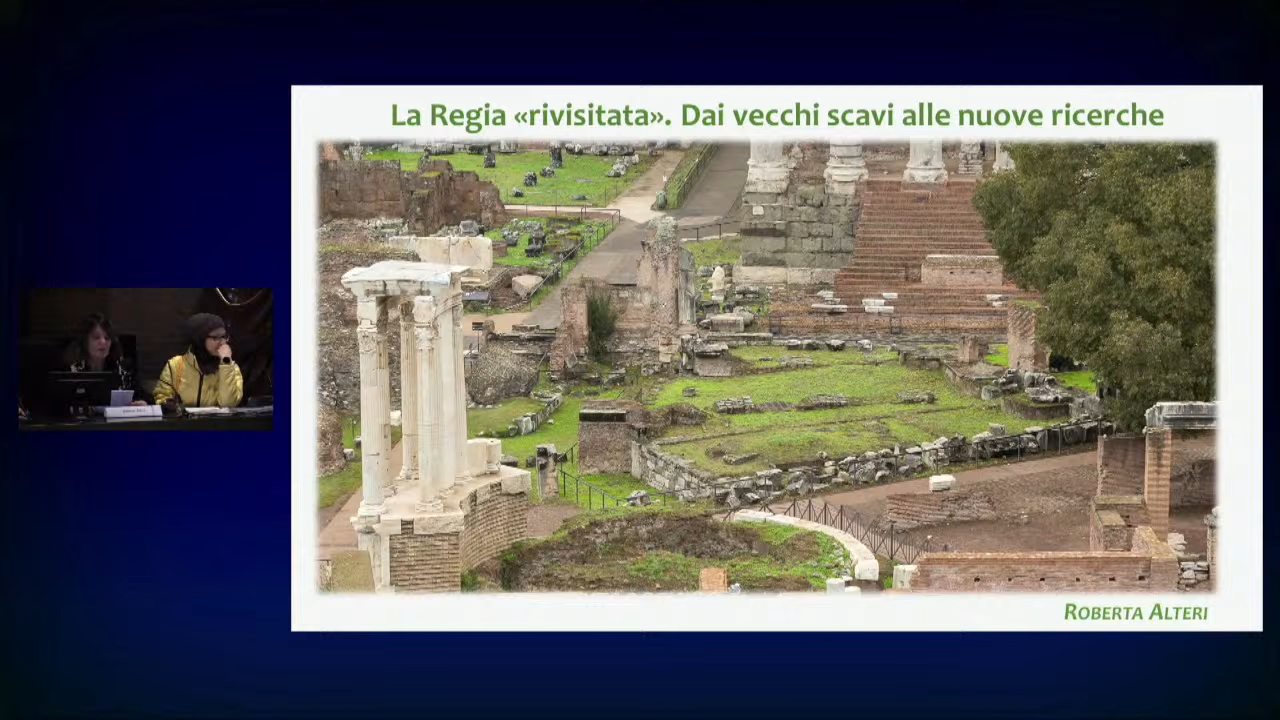 La Regia «rivisitata». Dai vecchi scavi alle nuove ricerche
ROBERTA ALTERI